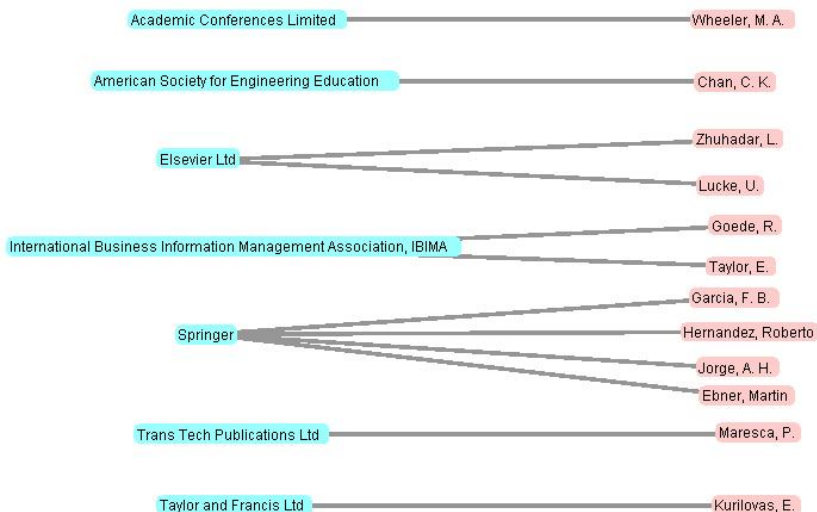 Academic Conferences Limited Wheeler, M. A.
American Society for Engineering Education Chan, C. K.
Zhuhadar, L.
Elsevier Ltd
Lucke, U.
Goede, R.
International Business Information Management Association, IBIMA
Taylor, E.
Garcia, F. B.
Springer Hernandez, Roberto
Jorge, A. H.
Ebner, Martin
Trans Tech Publications Ltd Maresca, P.
Taylor and Francis Ltd Kurilovas, E.